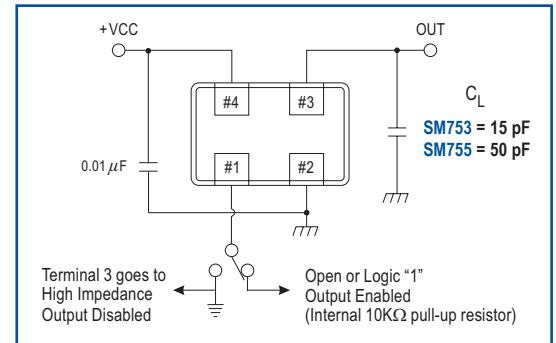 +VCC
OUT
#4
#3
C_L
SM753 = 15 pF
SM755 = 50 pF
0.01 μF
#1
#2
Terminal 3 goes to
High Impedance
Output Disabled
Open or Logic “1”
Output Enabled
(Internal 10KΩ pull-up resistor)